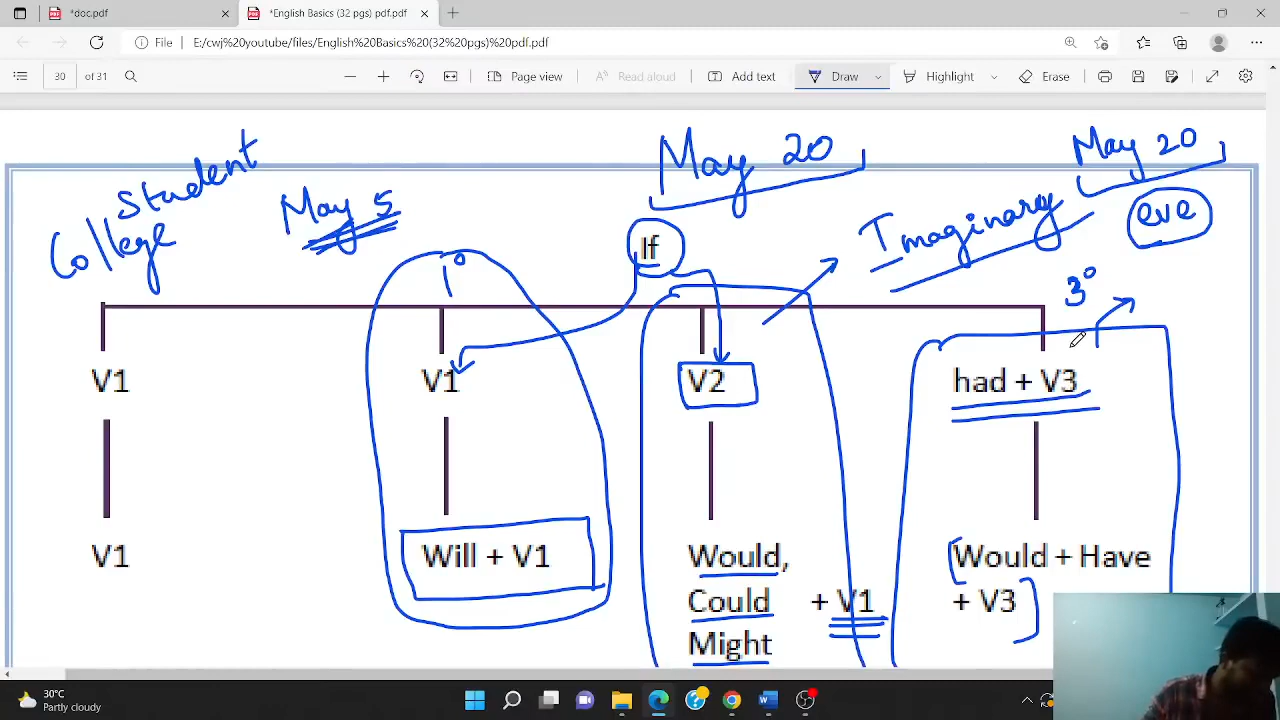 *doc.pdf
*English Basics (32 pgs) pdf.pdf
File
E:/cwj%20youtube/files/English%20Basics%20(32%20pgs)%20pdf.pdf
30
of 31
Page view
Read aloud
Add text
Draw
Highlight
Erase
College
student
May 5
May 20
May 20
eve
Imaginary
If
1°
3°
V1
V1
V2
had + V3
V1
Will + V1
Would,
Could
Might
+ V1
Would + Have
+ V3
30°C
Partly cloudy